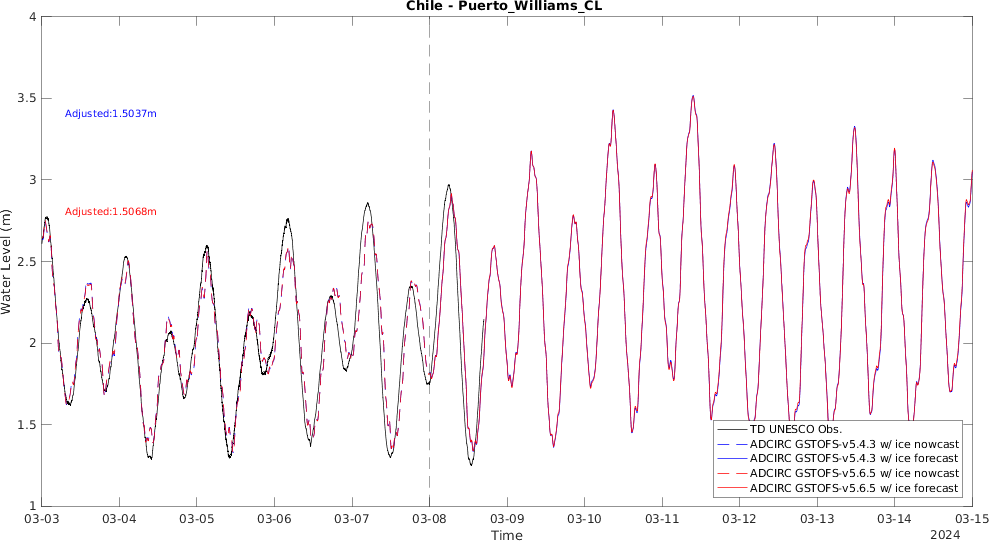 Chile - Puerto_Williams_CL
4
3.5
3
2.5
2
1.5
1
Water Level (m)
Adjusted:1.5037m
Adjusted:1.5068m
TD UNESCO Obs.
ADCIRC GSTOFS-v5.4.3 w/ ice nowcast
ADCIRC GSTOFS-v5.4.3 w/ ice forecast
ADCIRC GSTOFS-v5.6.5 w/ ice nowcast
ADCIRC GSTOFS-v5.6.5 w/ ice forecast
03-03 03-04 03-05 03-06 03-07 03-08 03-09 03-10 03-11 03-12 03-13 03-14 03-15
Time
2024